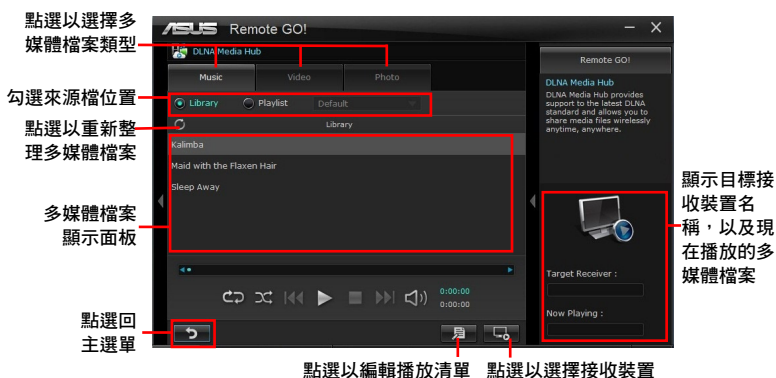 點選以選擇多
媒體檔案類型
勾選來源檔位置
點選以重新整
理多媒體檔案
多媒體檔案
顯示面板
點選回
主選單
ASUS Remote GO!
DLNA Media Hub
Music Video Photo
Library Playlist Default
Library
Kalimba
Maid with the Flaxen Hair
Sleep Away
0:00:00
0:00:00
Remote GO!
DLNA Media Hub
DLNA Media Hub provides
support to the latest DLNA
standard and allows you to
share media files wirelessly
anytime, anywhere.
Target Receiver :
Now Playing :
顯示目標接
收裝置名
稱，以及現
在播放的多
媒體檔案
點選以編輯播放清單 點選以選擇接收裝置